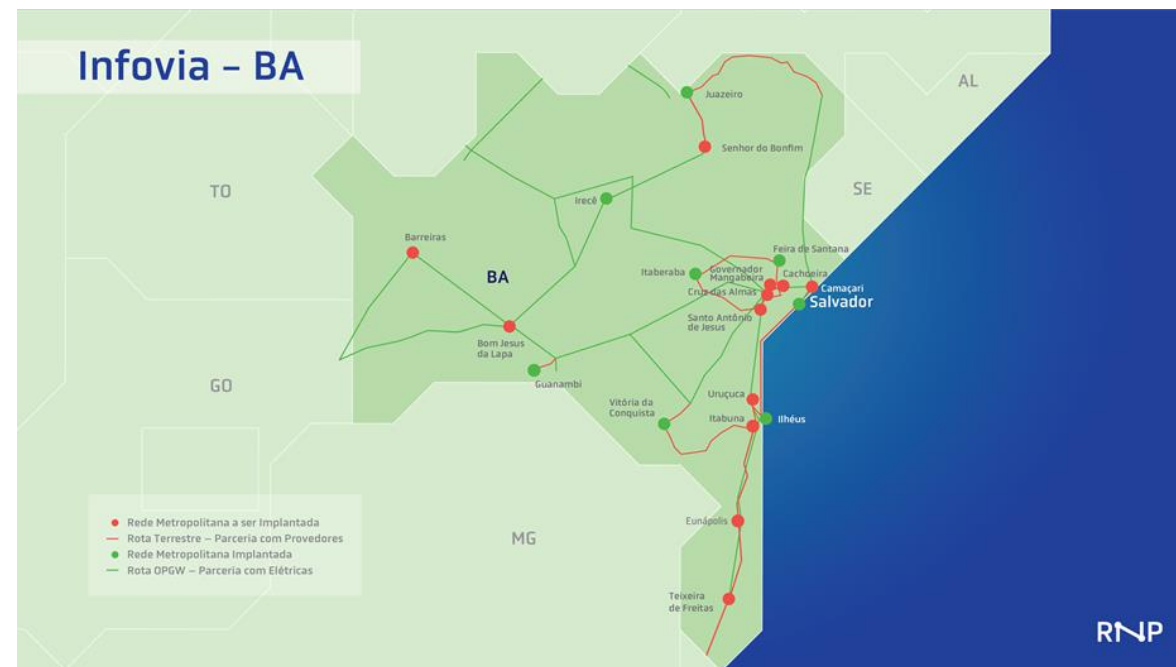 Infovia – BA
AL
Juazeiro
Senhor do Bonfim
TO
SE
Irecê
Barreiras
Feira de Santana
BA
Itaberaba
Governador
Mangabeira
Cachoeira
Cruz das Almas
Camaçari
Salvador
Santo Antônio
de Jesus
Bom Jesus
da Lapa
GO
Guanambi
Uruçuca
Vitória da
Conquista
Itabuna
Ilhéus
Rede Metropolitana a ser Implantada
Rota Terrestre – Parceria com Provedores
Rede Metropolitana Implantada
Rota OPGW – Parceria com Elétricas
MG
Eunápolis
Teixeira
de Freitas
RNP